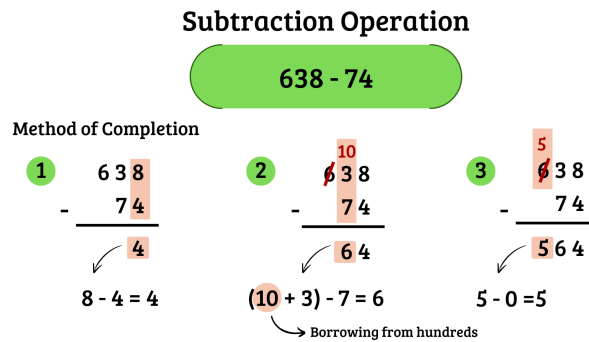 Subtraction Operation
638 - 74
Method of Completion
1
638
- 74
4
8 - 4 = 4
2
10
638
- 74
64
(10 + 3) - 7 = 6
Borrowing from hundreds
3
5
638
- 74
564
5 - 0 =5